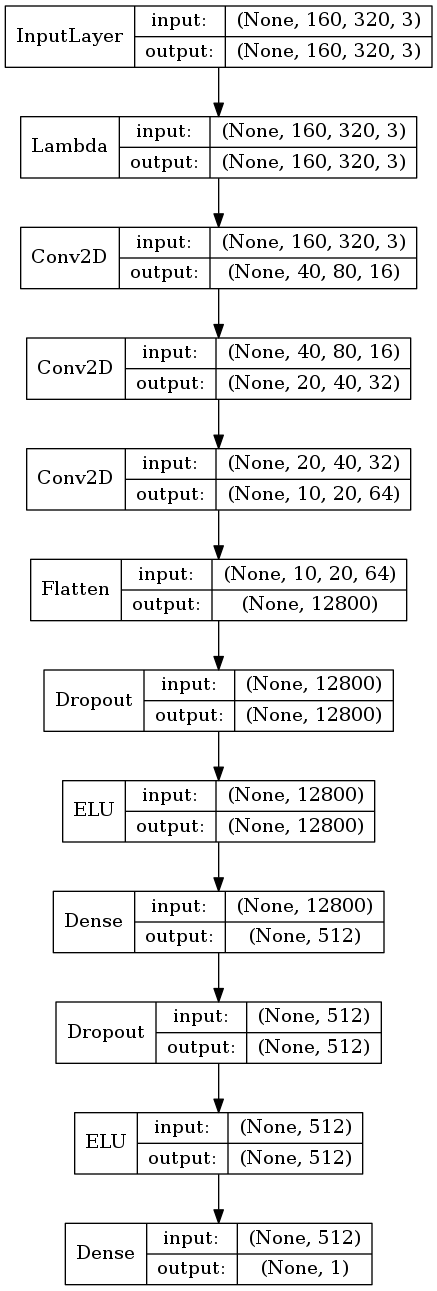 InputLayer input: (None, 160, 320, 3)
output: (None, 160, 320, 3)
Lambda input: (None, 160, 320, 3)
output: (None, 160, 320, 3)
Conv2D input: (None, 160, 320, 3)
output: (None, 40, 80, 16)
Conv2D input: (None, 40, 80, 16)
output: (None, 20, 40, 32)
Conv2D input: (None, 20, 40, 32)
output: (None, 10, 20, 64)
Flatten input: (None, 10, 20, 64)
output: (None, 12800)
Dropout input: (None, 12800)
output: (None, 12800)
ELU input: (None, 12800)
output: (None, 12800)
Dense input: (None, 12800)
output: (None, 512)
Dropout input: (None, 512)
output: (None, 512)
ELU input: (None, 512)
output: (None, 512)
Dense input: (None, 512)
output: (None, 1)